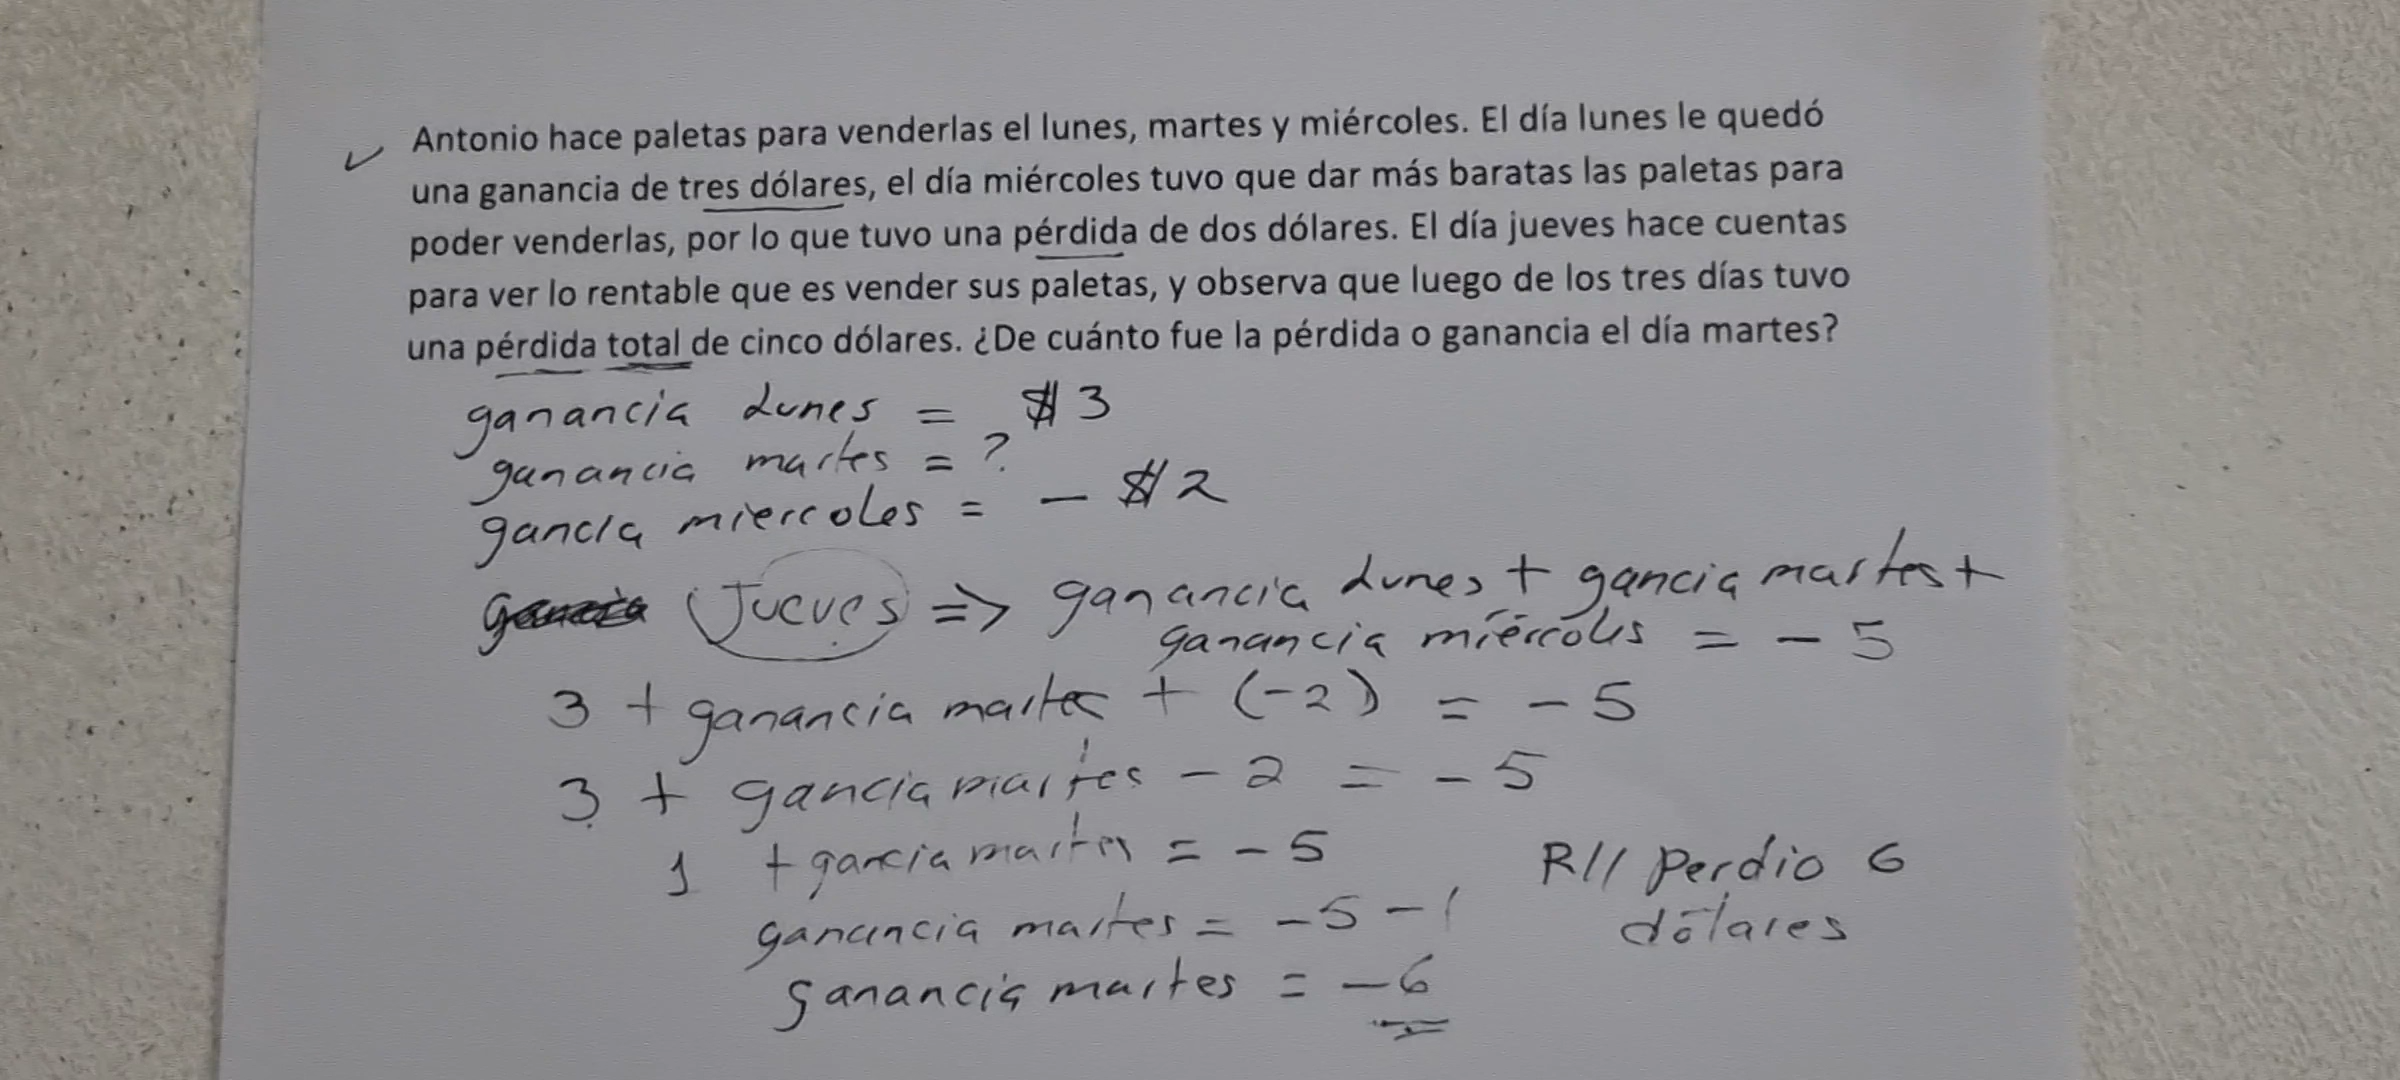 Antonio hace paletas para venderlas el lunes, martes y miércoles. El día lunes le quedó
una ganancia de tres dólares, el día miércoles tuvo que dar más baratas las paletas para
poder venderlas, por lo que tuvo una pérdida de dos dólares. El día jueves hace cuentas
para ver lo rentable que es vender sus paletas, y observa que luego de los tres días tuvo
una pérdida total de cinco dólares. ¿De cuánto fue la pérdida o ganancia el día martes?
ganancia Lunes = $3
ganancia martes = ?
gancia miercoles = - $2
Jueves => ganancia Lunes + gancia martes +
ganancia miércoles = - 5
3 + ganancia martes + (-2) = - 5
3 + gancia martes - 2 = - 5
1 + gancia martes = - 5
R// Perdio 6
dólares
ganancia martes = -5 - 1
ganancia martes = -6